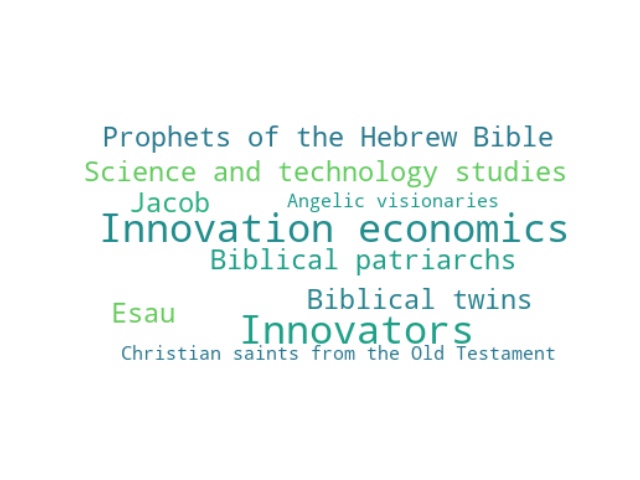 Prophets of the Hebrew Bible
Science and technology studies
Jacob
Angelic visionaries
Innovation economics
Biblical patriarchs
Biblical twins
Esau
Innovators
Christian saints from the Old Testament